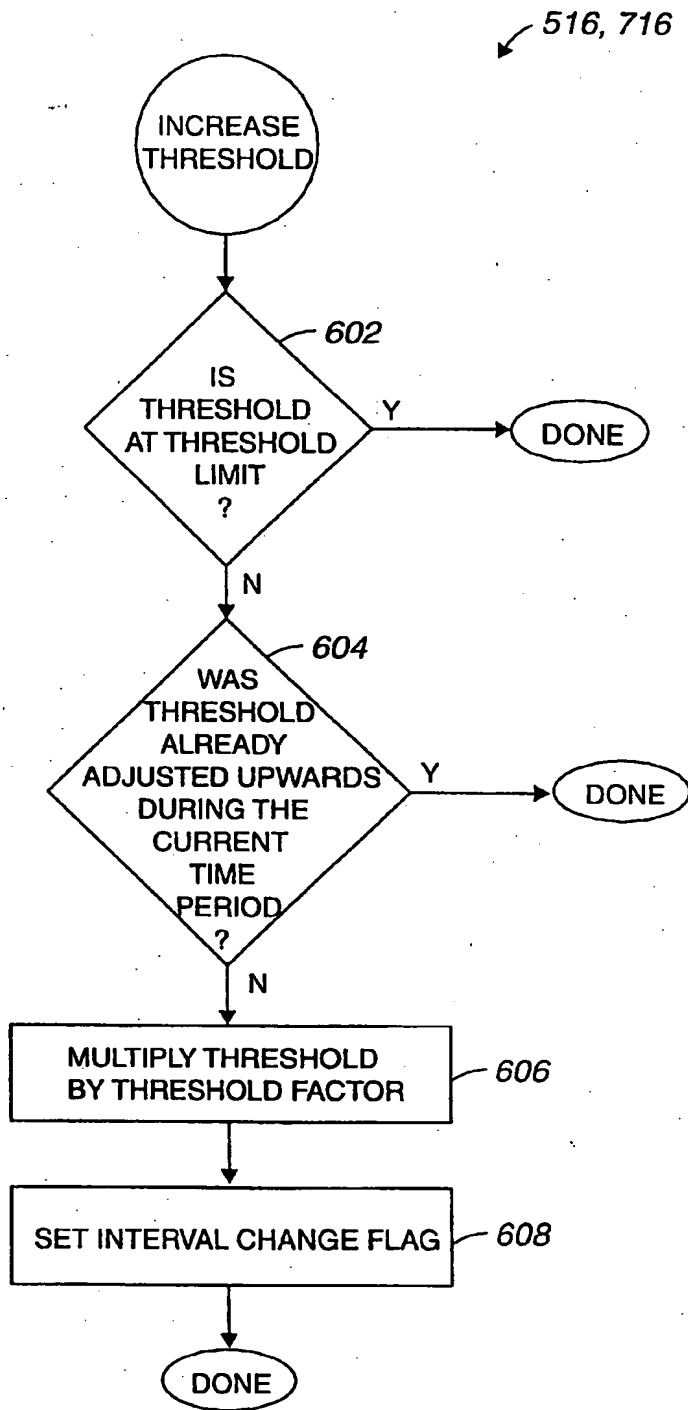 516, 716
INCREASE
THRESHOLD
602
IS
THRESHOLD
AT THRESHOLD
LIMIT
?
Y
DONE
N
604
WAS
THRESHOLD
ALREADY
ADJUSTED UPWARDS
DURING THE
CURRENT
TIME
PERIOD
?
Y
DONE
N
MULTIPLY THRESHOLD
BY THRESHOLD FACTOR
606
SET INTERVAL CHANGE FLAG
608
DONE